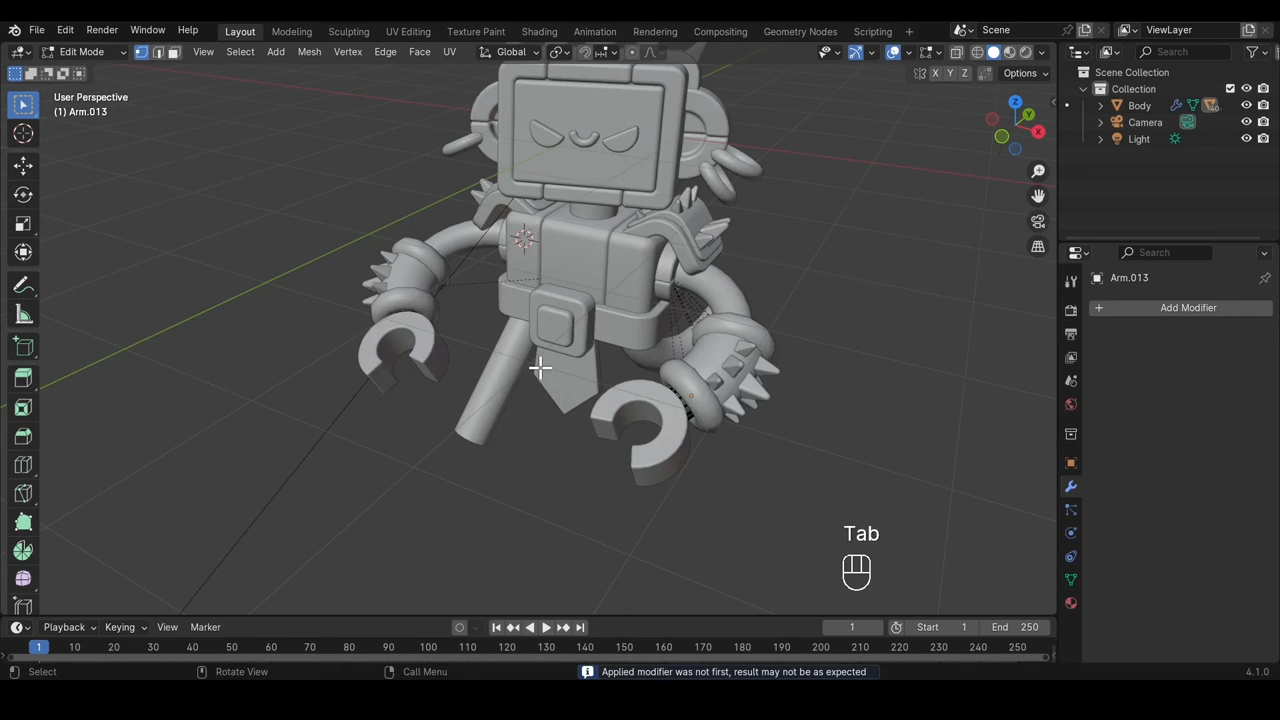 File Edit Render Window Help Layout Modeling Sculpting UV Editing Texture Paint Shading Animation Rendering Compositing Geometry Nodes Scripting + Scene ViewLayer
Edit Mode View Select Add Mesh Vertex Edge Face UV Global Search
X Y Z Options
Scene Collection
Collection
Body
Camera
Light
User Perspective
(1) Arm.013
Z
Y
X
Search
Arm.013
+ Add Modifier
Tab
Playback Keying View Marker 1 Start 1 End 250
1 10 20 30 40 50 60 70 80 90 100 110 120 130 140 150 160 170 180 190 200 210 220 230 240 250
Select Rotate View Call Menu Applied modifier was not first, result may not be as expected 4.1.0